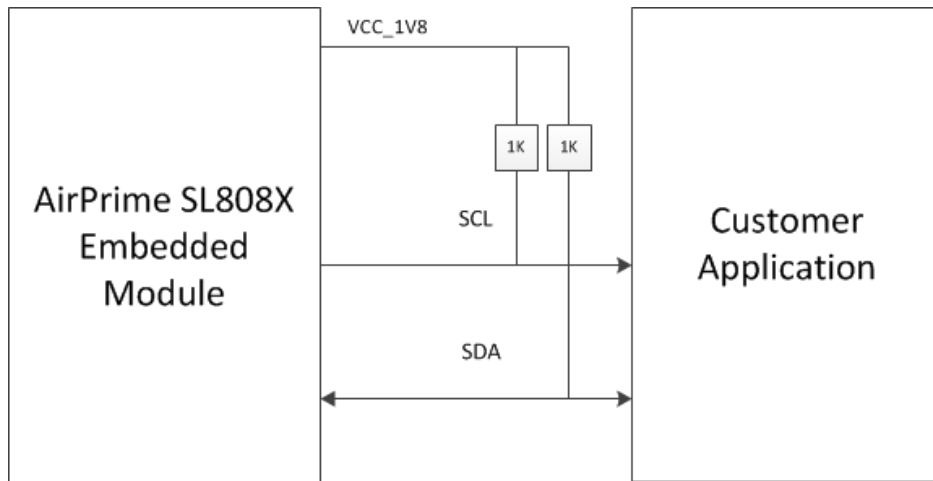 VCC_1V8
1K
1K
AirPrime SL808X
Embedded
Module
SCL
Customer
Application
SDA